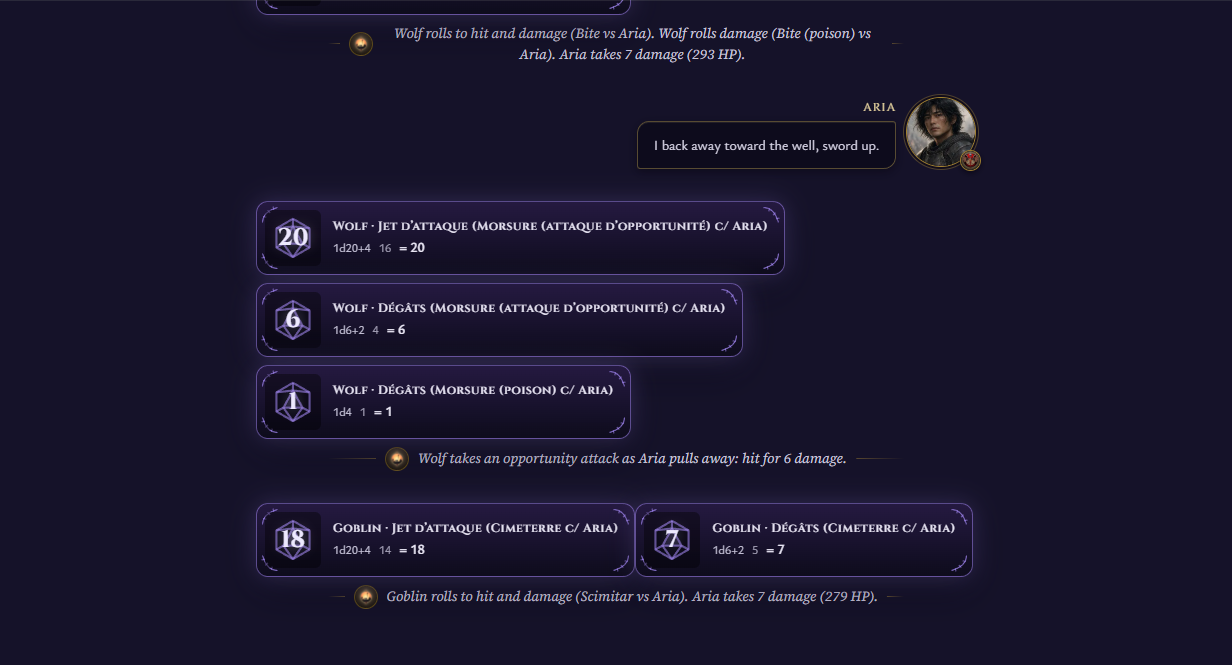 Wolf rolls to hit and damage (Bite vs Aria). Wolf rolls damage (Bite (poison) vs
Aria). Aria takes 7 damage (293 HP).
ARIA
I back away toward the well, sword up.
20
Wolf · Jet d'attaque (Morsure (attaque d'opportunité) c/ Aria)
1d20+4 16 = 20
6
Wolf · Dégâts (Morsure (attaque d'opportunité) c/ Aria)
1d6+2 4 = 6
1
Wolf · Dégâts (Morsure (poison) c/ Aria)
1d4 1 = 1
Wolf takes an opportunity attack as Aria pulls away: hit for 6 damage.
18
Goblin · Jet d'attaque (Cimeterre c/ Aria)
1d20+4 14 = 18
7
Goblin · Dégâts (Cimeterre c/ Aria)
1d6+2 5 = 7
Goblin rolls to hit and damage (Scimitar vs Aria). Aria takes 7 damage (279 HP).